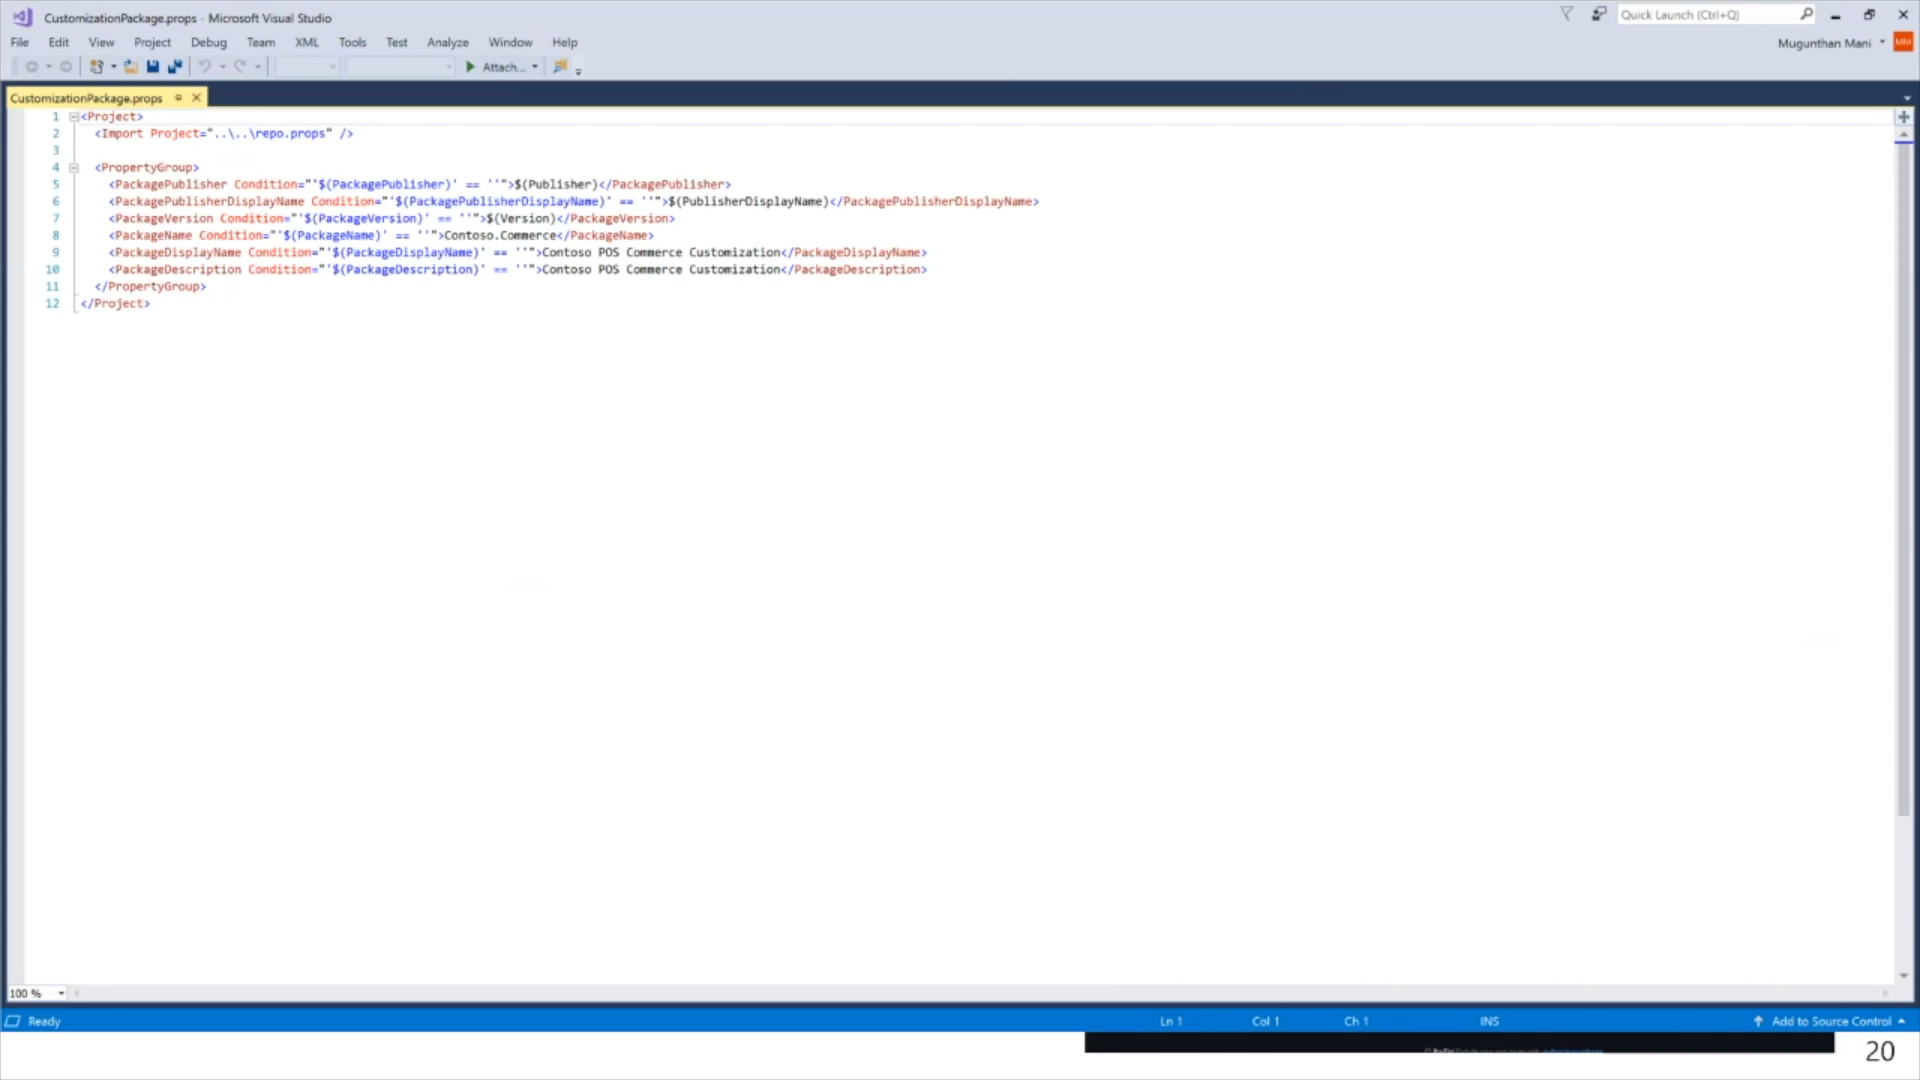 CustomizationPackage.props - Microsoft Visual Studio
Quick Launch (Ctrl+Q)
File Edit View Project Debug Team XML Tools Test Analyze Window Help
Mugunthan Mani MM
Attach...
CustomizationPackage.props
1 <Project>
2 <Import Project="..\..\repo.props" />
3
4 <PropertyGroup>
5 <PackagePublisher Condition="'$(PackagePublisher)' == ''">$(Publisher)</PackagePublisher>
6 <PackagePublisherDisplayName Condition="'$(PackagePublisherDisplayName)' == ''">$(PublisherDisplayName)</PackagePublisherDisplayName>
7 <PackageVersion Condition="'$(PackageVersion)' == ''">$(Version)</PackageVersion>
8 <PackageName Condition="'$(PackageName)' == ''">Contoso.Commerce</PackageName>
9 <PackageDisplayName Condition="'$(PackageDisplayName)' == ''">Contoso POS Commerce Customization</PackageDisplayName>
10 <PackageDescription Condition="'$(PackageDescription)' == ''">Contoso POS Commerce Customization</PackageDescription>
11 </PropertyGroup>
12 </Project>
100 %
Ready Ln 1 Col 1 Ch 1 INS Add to Source Control
20